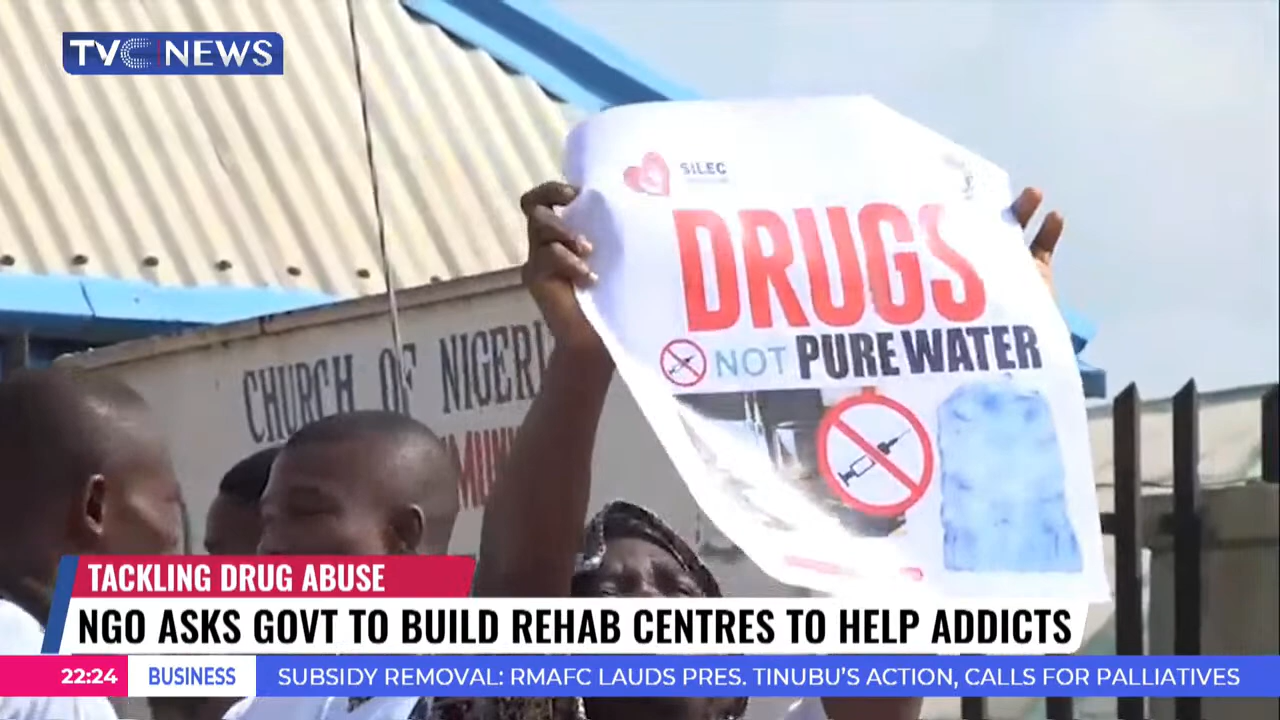 TVC NEWS
SILEC
DRUGS
NOT PURE WATER
CHURCH OF NIGERI
TACKLING DRUG ABUSE
NGO ASKS GOVT TO BUILD REHAB CENTRES TO HELP ADDICTS
22:24 BUSINESS SUBSIDY REMOVAL: RMAFC LAUDS PRES. TINUBU'S ACTION, CALLS FOR PALLIATIVES